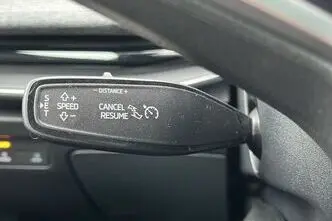 − DISTANCE +
SET
+
SPEED
−
CANCEL
RESUME